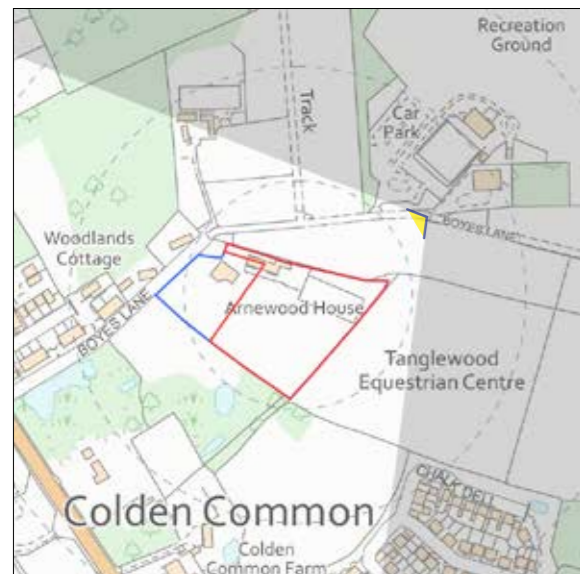 Recreation
Ground
Track
Car
Park
BOYES LANE
Woodlands
Cottage
Arnewood House
BOYES LANE
Tanglewood
Equestrian Centre
CHALK DELL
Colden Common
Colden
Common Farm